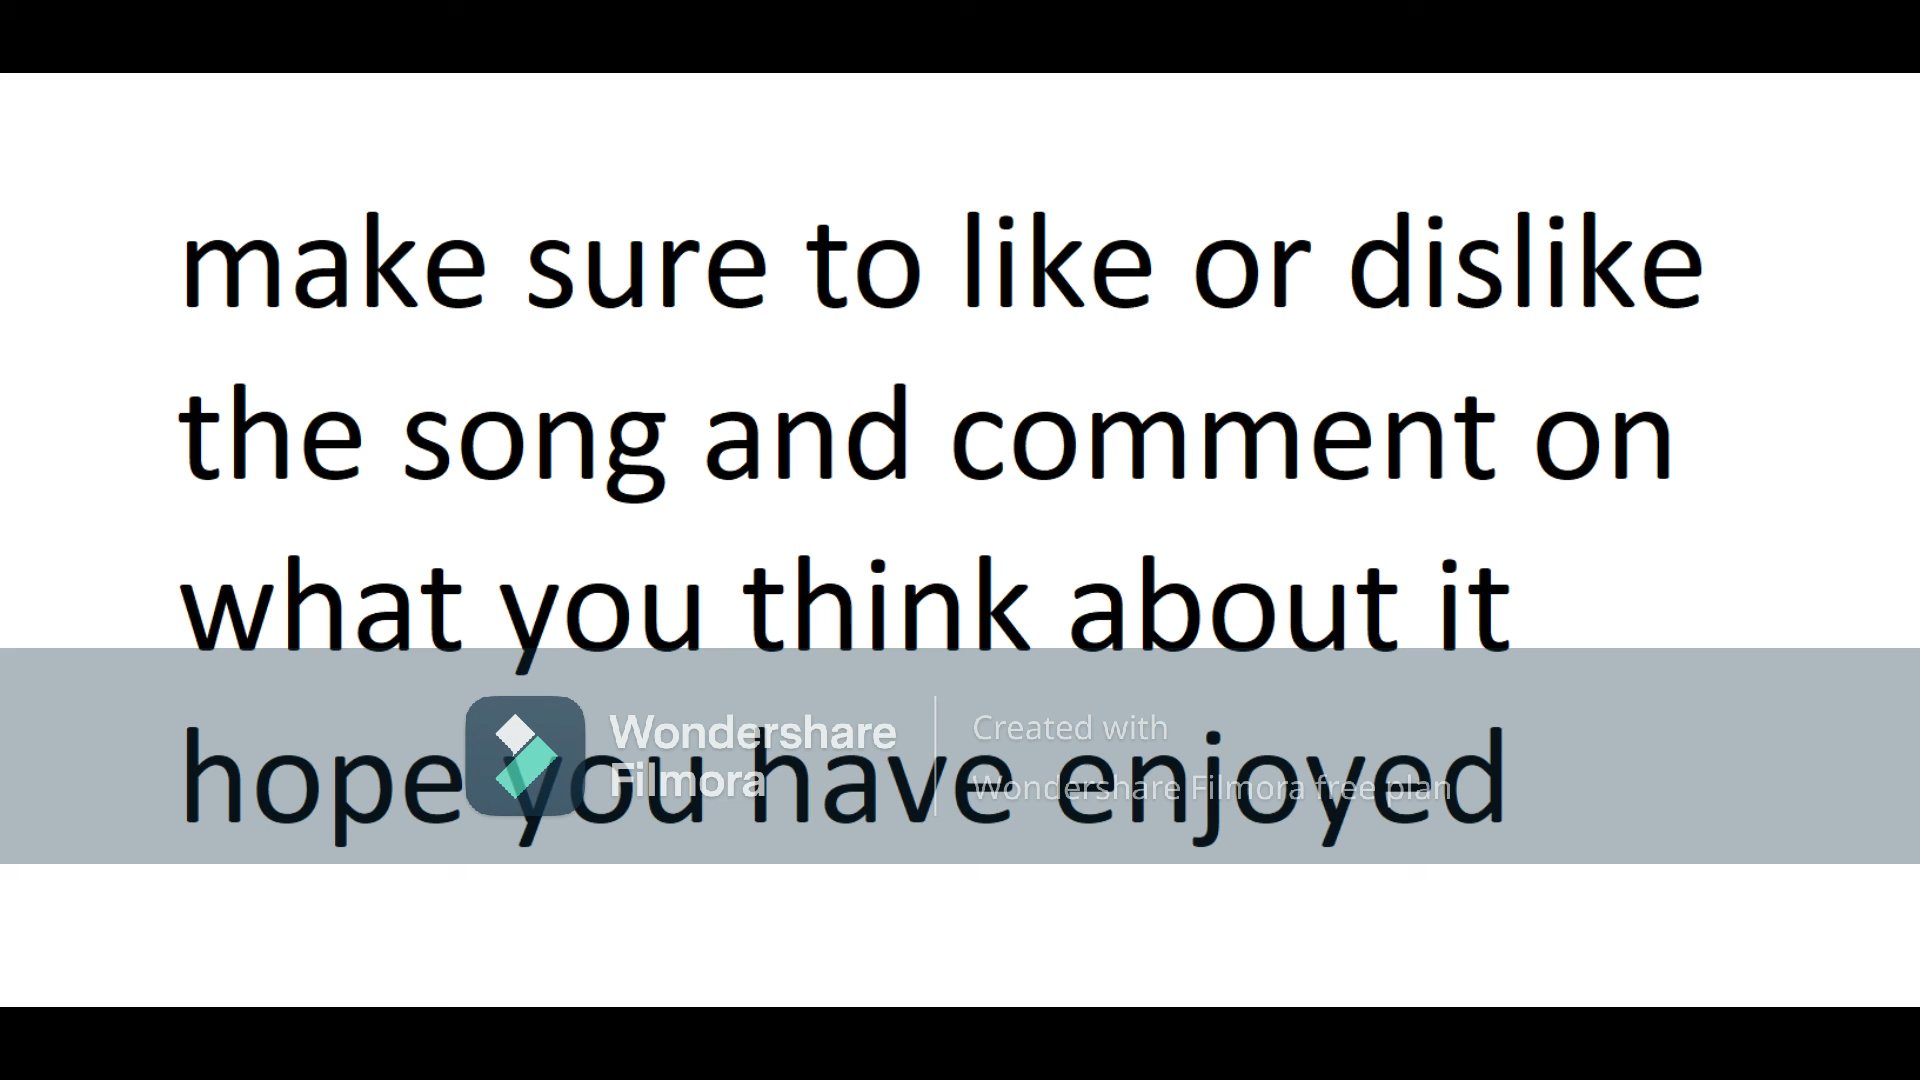 make sure to like or dislike
the song and comment on
what you think about it
hope you have enjoyed
Wondershare
Filmora
Created with
Wondershare Filmora free plan